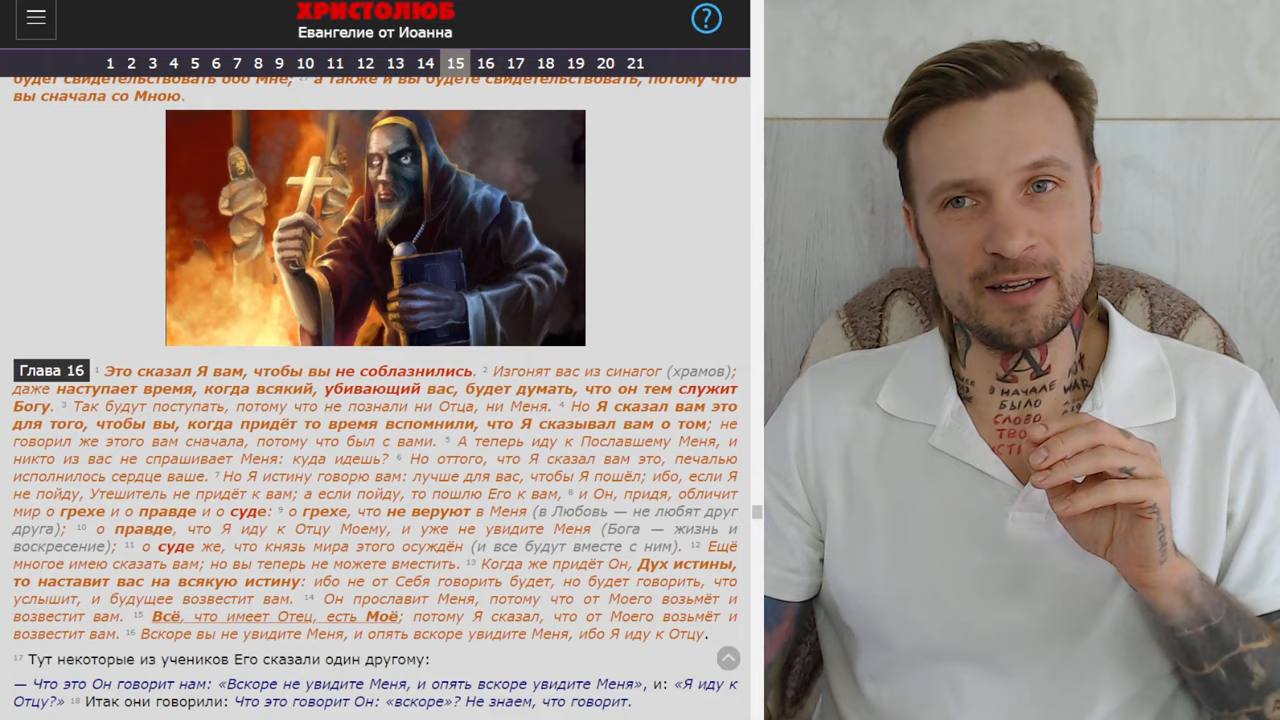 ХРИСТОЛЮБ
Евангелие от Иоанна
1 2 3 4 5 6 7 8 9 10 11 12 13 14 15 16 17 18 19 20 21
будет свидетельствовать обо Мне; 27 а также и вы будете свидетельствовать, потому что
вы сначала со Мною.
Глава 16 1 Это сказал Я вам, чтобы вы не соблазнились. 2 Изгонят вас из синагог (храмов);
даже наступает время, когда всякий, убивающий вас, будет думать, что он тем служит
Богу. 3 Так будут поступать, потому что не познали ни Отца, ни Меня. 4 Но Я сказал вам это
для того, чтобы вы, когда придёт то время вспомнили, что Я сказывал вам о том; не
говорил же этого вам сначала, потому что был с вами. 5 А теперь иду к Пославшему Меня, и
никто из вас не спрашивает Меня: куда идешь? 6 Но оттого, что Я сказал вам это, печалью
исполнилось сердце ваше. 7 Но Я истину говорю вам: лучше для вас, чтобы Я пошёл; ибо, если Я
не пойду, Утешитель не придёт к вам; а если пойду, то пошлю Его к вам, 8 и Он, придя, обличит
мир о грехе и о правде и о суде: 9 о грехе, что не веруют в Меня (в Любовь — не любят друг
друга); 10 о правде, что Я иду к Отцу Моему, и уже не увидите Меня (Бога — жизнь и
воскресение); 11 о суде же, что князь мира этого осуждён (и все будут вместе с ним). 12 Ещё
многое имею сказать вам; но вы теперь не можете вместить. 13 Когда же придёт Он, Дух истины,
то наставит вас на всякую истину: ибо не от Себя говорить будет, но будет говорить, что
услышит, и будущее возвестит вам. 14 Он прославит Меня, потому что от Моего возьмёт и
возвестит вам. 15 Всё, что имеет Отец, есть Моё; потому Я сказал, что от Моего возьмёт и
возвестит вам. 16 Вскоре вы не увидите Меня, и опять вскоре увидите Меня, ибо Я иду к Отцу.
17 Тут некоторые из учеников Его сказали один другому:
— Что это Он говорит нам: «Вскоре не увидите Меня, и опять вскоре увидите Меня», и: «Я иду к
Отцу?» 18 Итак они говорили: Что это говорит Он: «вскоре»? Не знаем, что говорит.
?
В НАЧАЛЕ
БЫЛО
СЛОВО
ТВО
WAR